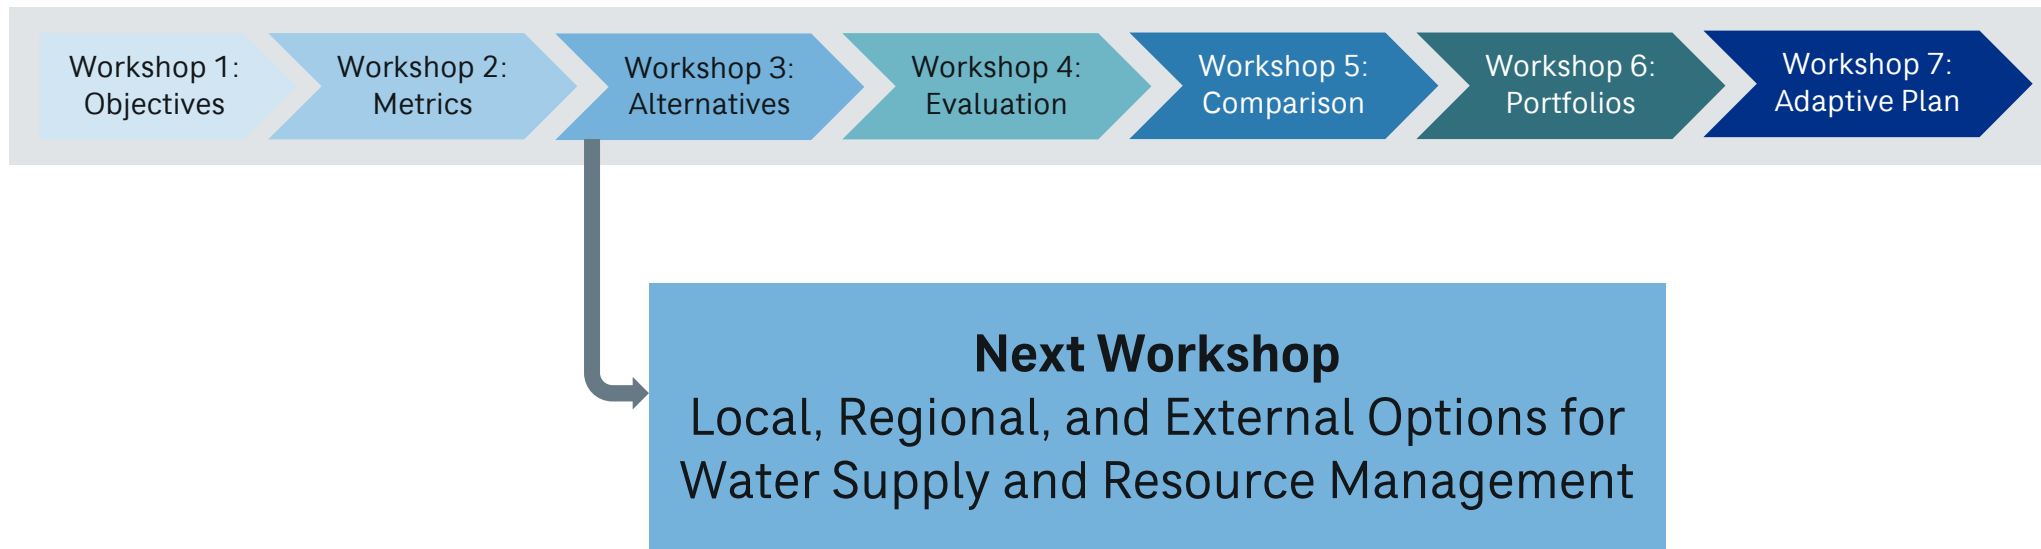 Workshop 1:
Objectives
Workshop 2:
Metrics
Workshop 3:
Alternatives
Workshop 4:
Evaluation
Workshop 5:
Comparison
Workshop 6:
Portfolios
Workshop 7:
Adaptive Plan
Next Workshop
Local, Regional, and External Options for
Water Supply and Resource Management